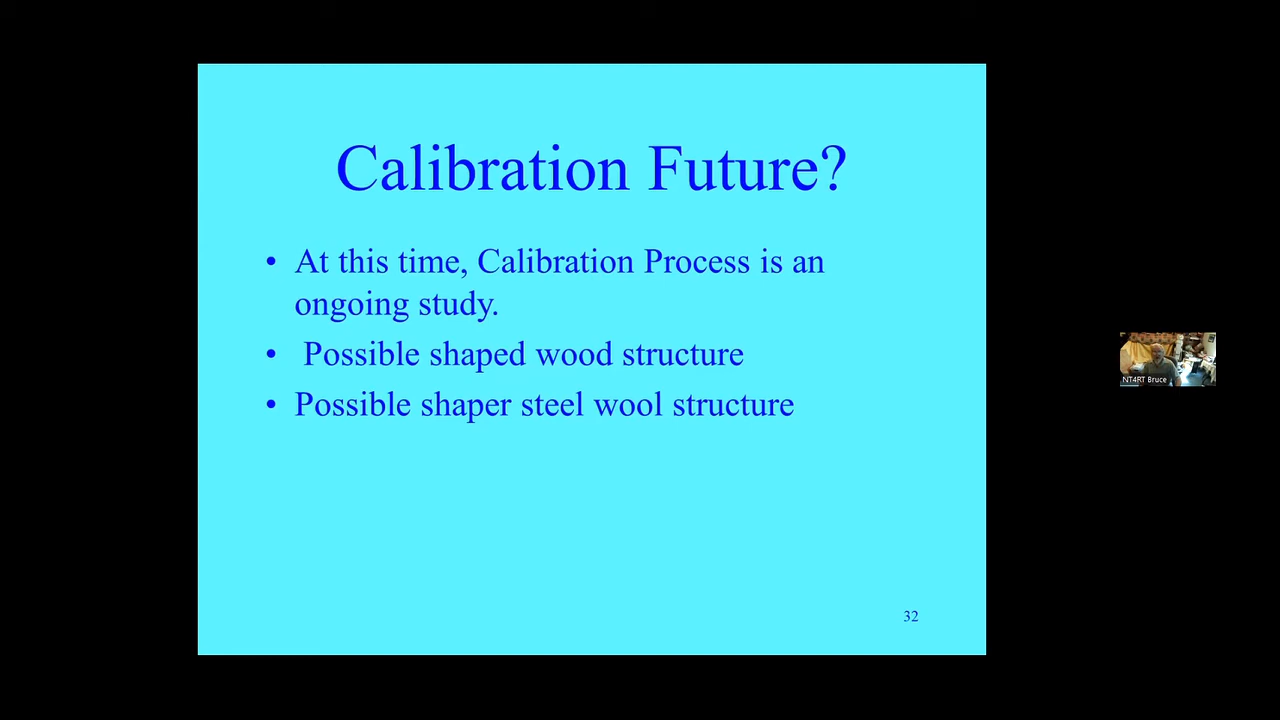 Calibration Future?
• At this time, Calibration Process is an
ongoing study.
• Possible shaped wood structure
• Possible shaper steel wool structure
32
NT4RT Bruce